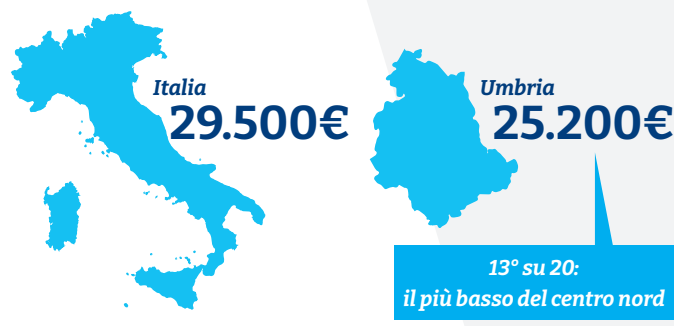 Italia
29.500€
Umbria
25.200€
13° su 20:
il più basso del centro nord